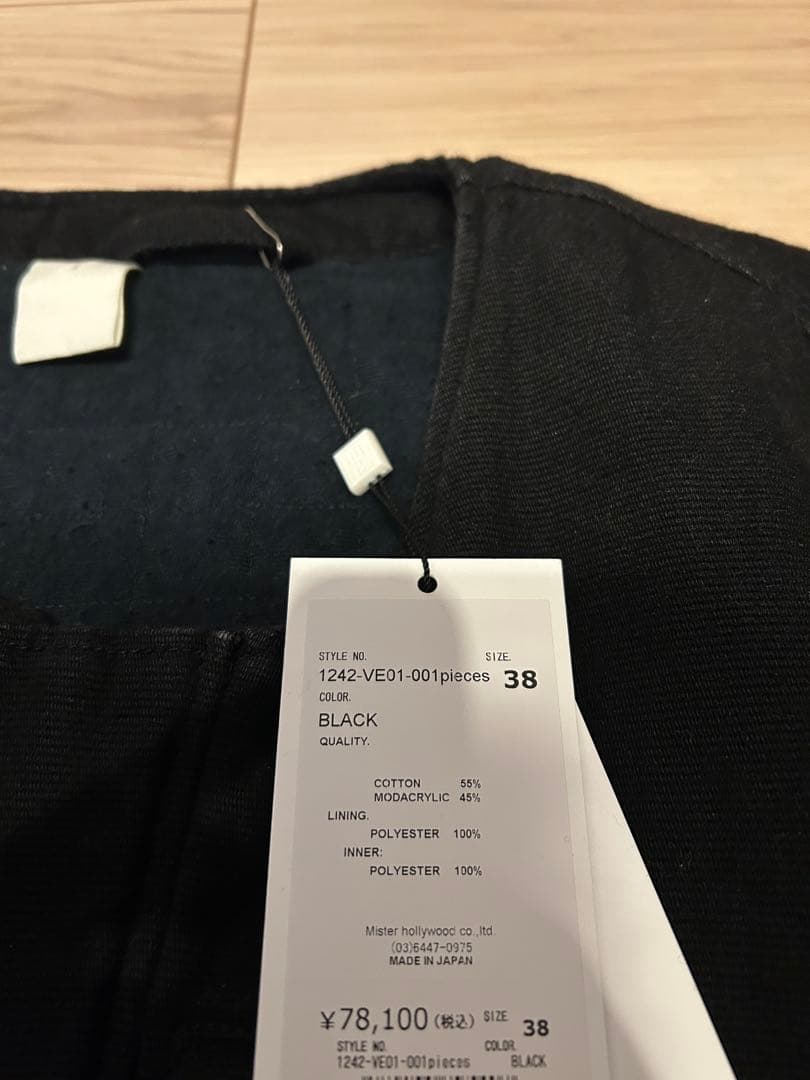 STYLE NO. SIZE.
1242-VE01-001pieces 38
COLOR.
BLACK
QUALITY.
COTTON 55%
MODACRYLIC 45%
LINING.
POLYESTER 100%
INNER:
POLYESTER 100%
Mister hollywood co.,ltd.
(03)6447-0975
MADE IN JAPAN
¥78,100(税込) SIZE 38
STYLE NO. COLOR.
1242-VE01-001pieces BLACK